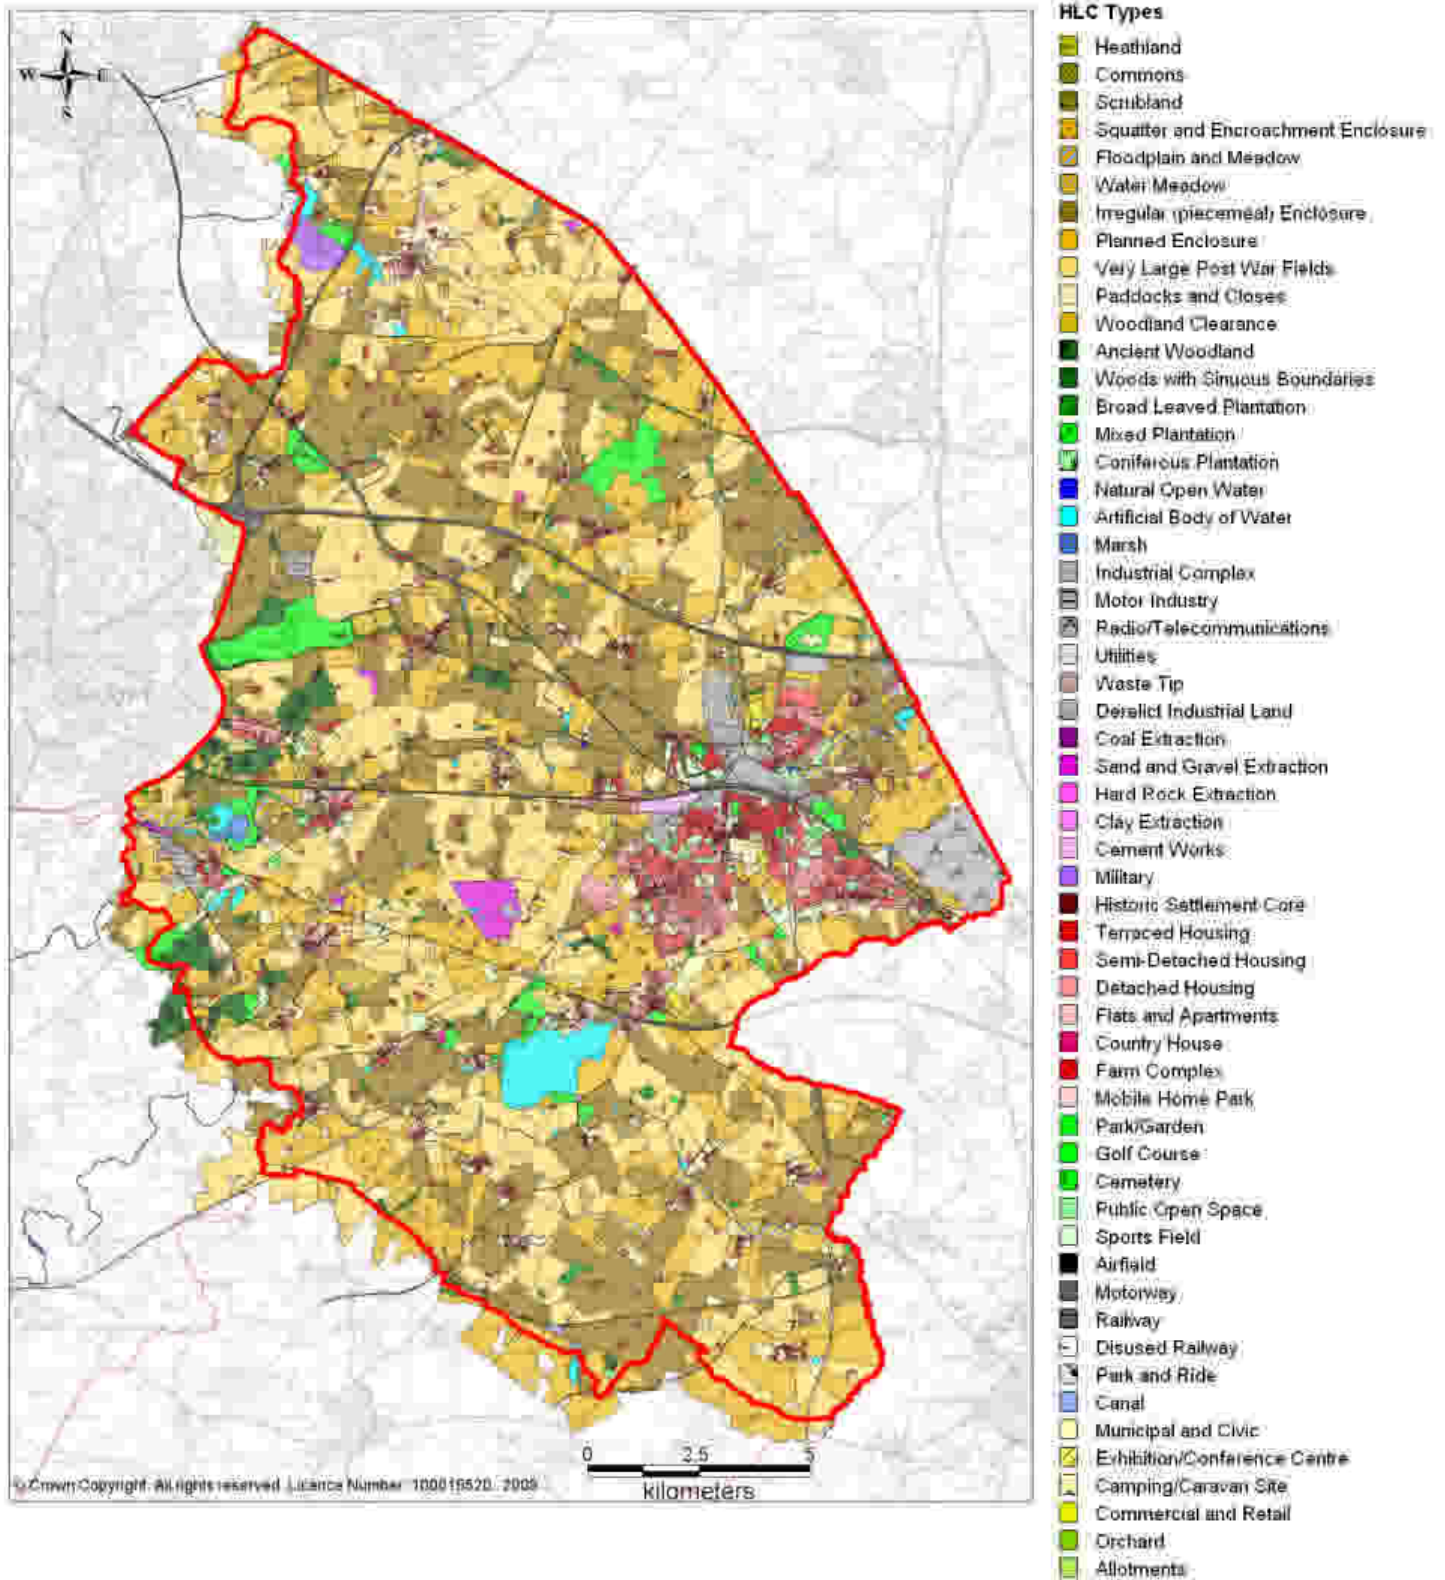 HLC Types
Heathland
Commons
Scrubland
Squatter and Encroachment Enclosure
Floodplain and Meadow
Water Meadow
Irregular (piecemeal) Enclosure
Planned Enclosure
Very Large Post War Fields
Paddocks and Closes
Woodland Clearance
Ancient Woodland
Woods with Sinuous Boundaries
Broad Leaved Plantation
Mixed Plantation
Coniferous Plantation
Natural Open Water
Artificial Body of Water
Marsh
Industrial Complex
Motor Industry
Radio/Telecommunications
Utilities
Waste Tip
Derelict Industrial Land
Coal Extraction
Sand and Gravel Extraction
Hard Rock Extraction
Clay Extraction
Cement Works
Military
Historic Settlement Core
Terraced Housing
Semi-Detached Housing
Detached Housing
Flats and Apartments
Country House
Farm Complex
Mobile Home Park
Park/Garden
Golf Course
Cemetery
Public Open Space
Sports Field
Airfield
Motorway
Railway
Disused Railway
Park and Ride
Canal
Municipal and Civic
Exhibition/Conference Centre
Camping/Caravan Site
Commercial and Retail
Orchard
Allotments
N
W E
S
0 2.5 5
kilometers
© Crown Copyright. All rights reserved. Licence Number 100019520. 2009